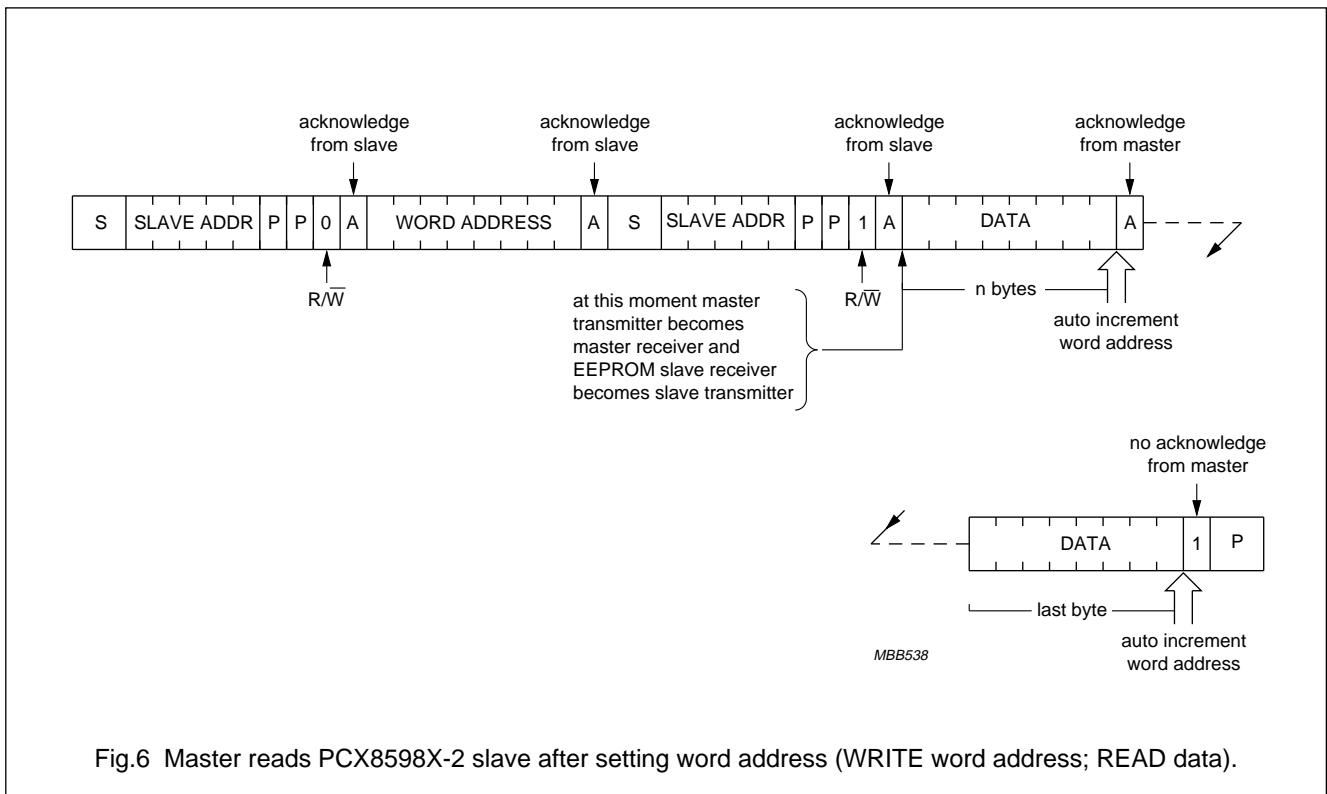 acknowledge
from slave
acknowledge
from slave
acknowledge
from slave
acknowledge
from master
S SLAVE ADDR P P 0 A WORD ADDRESS A S SLAVE ADDR P P 1 A DATA A
R/W̅
at this moment master
transmitter becomes
master receiver and
EEPROM slave receiver
becomes slave transmitter
R/W̅
n bytes
auto increment
word address
no acknowledge
from master
DATA 1 P
last byte
auto increment
word address
MBB538
Fig.6 Master reads PCX8598X-2 slave after setting word address (WRITE word address; READ data).